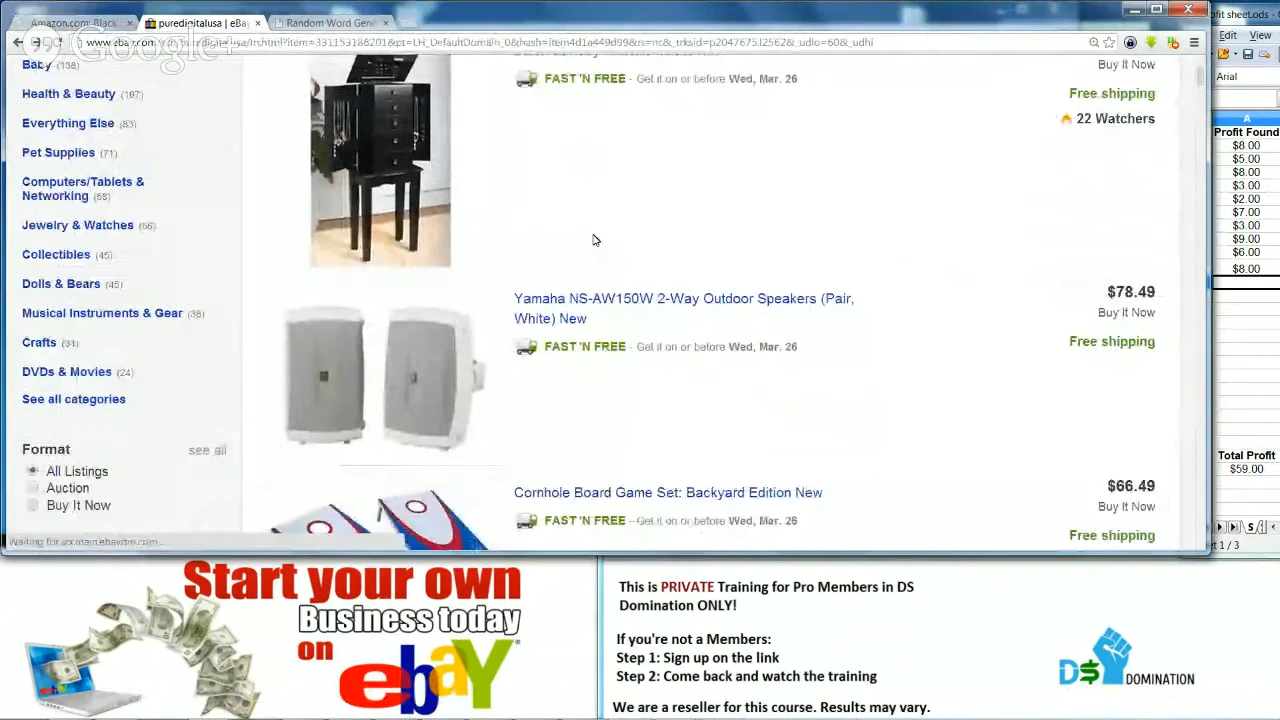 Amazon.com: Black
puredigitalusa | eBay
Random Word Gene
Google+
ofit sheet.ods -
Edit View
Baby (138)
Health & Beauty (107)
Everything Else (83)
Pet Supplies (71)
Computers/Tablets &
Networking (68)
Jewelry & Watches (66)
Collectibles (45)
Dolls & Bears (45)
Musical Instruments & Gear (38)
Crafts (31)
DVDs & Movies (24)
See all categories
Format see all
All Listings
Auction
Buy It Now
FAST 'N FREE - Get it on or before Wed, Mar. 26
Buy It Now
Free shipping
22 Watchers
Yamaha NS-AW150W 2-Way Outdoor Speakers (Pair,
White) New
FAST 'N FREE - Get it on or before Wed, Mar. 26
$78.49
Buy It Now
Free shipping
Cornhole Board Game Set: Backyard Edition New
FAST 'N FREE - Get it on or before Wed, Mar. 26
$66.49
Buy It Now
Free shipping
Arial
A
Profit Found
$8.00
$5.00
$8.00
$3.00
$2.00
$7.00
$3.00
$9.00
$6.00
$8.00
Total Profit
$59.00
et 1 / 3
Start your own
Business today
on
ebay
This is PRIVATE Training for Pro Members in DS
Domination ONLY!
If you're not a Members:
Step 1: Sign up on the link
Step 2: Come back and watch the training
We are a reseller for this course. Results may vary.
D$ DOMINATION